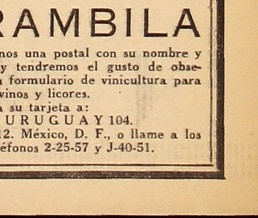 RAMBILA
nos una postal con su nombre y
y tendremos el gusto de obse-
formulario de vinicultura para
vinos y licores.
su tarjeta a:
URUGUAY 104.
12. México, D. F., o llame a los
éfonos 2-25-57 y J-40-51.